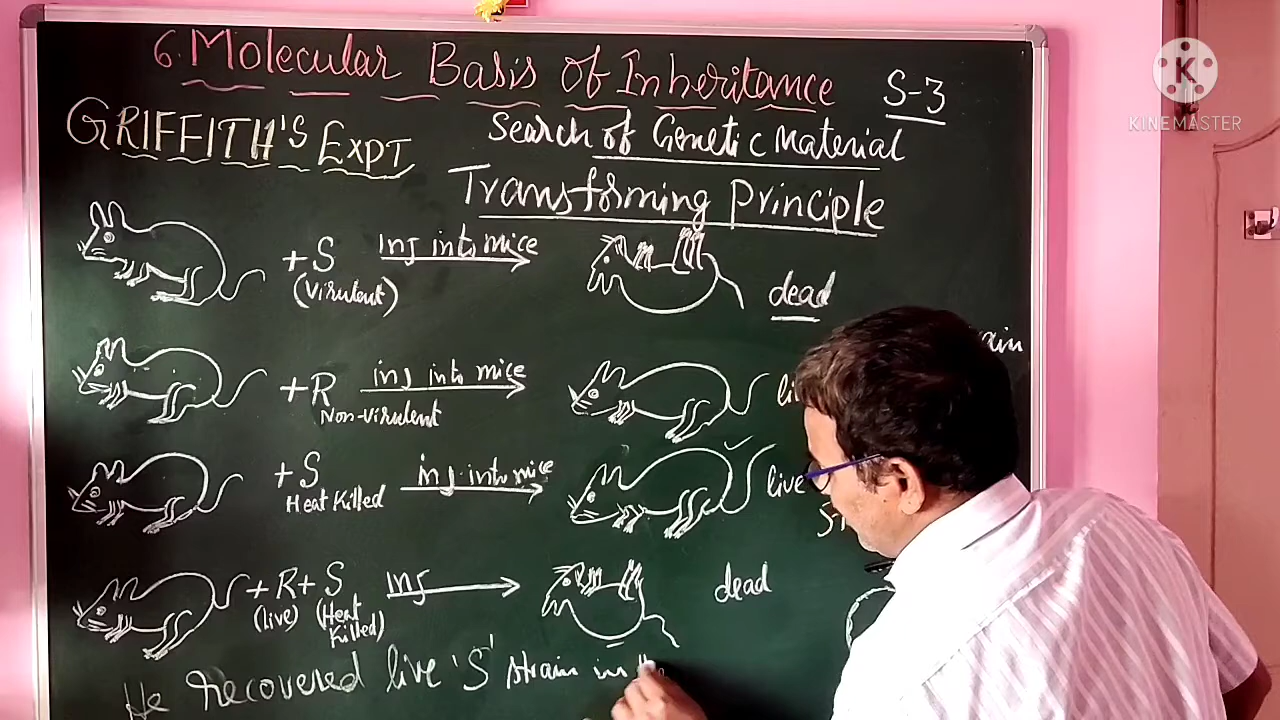 6. Molecular Basis of Inheritance S-3
GRIFFITH'S EXPT
Search of Genetic Material
Transforming Principle
+ S (Virulent) Inj into mice dead
+ R Non-virulent inj into mice
+ S Heat Killed inj into mice live
+ R + S (live) (Heat Killed) Inj dead
He recovered live 'S' strain in
K
KINEMASTER